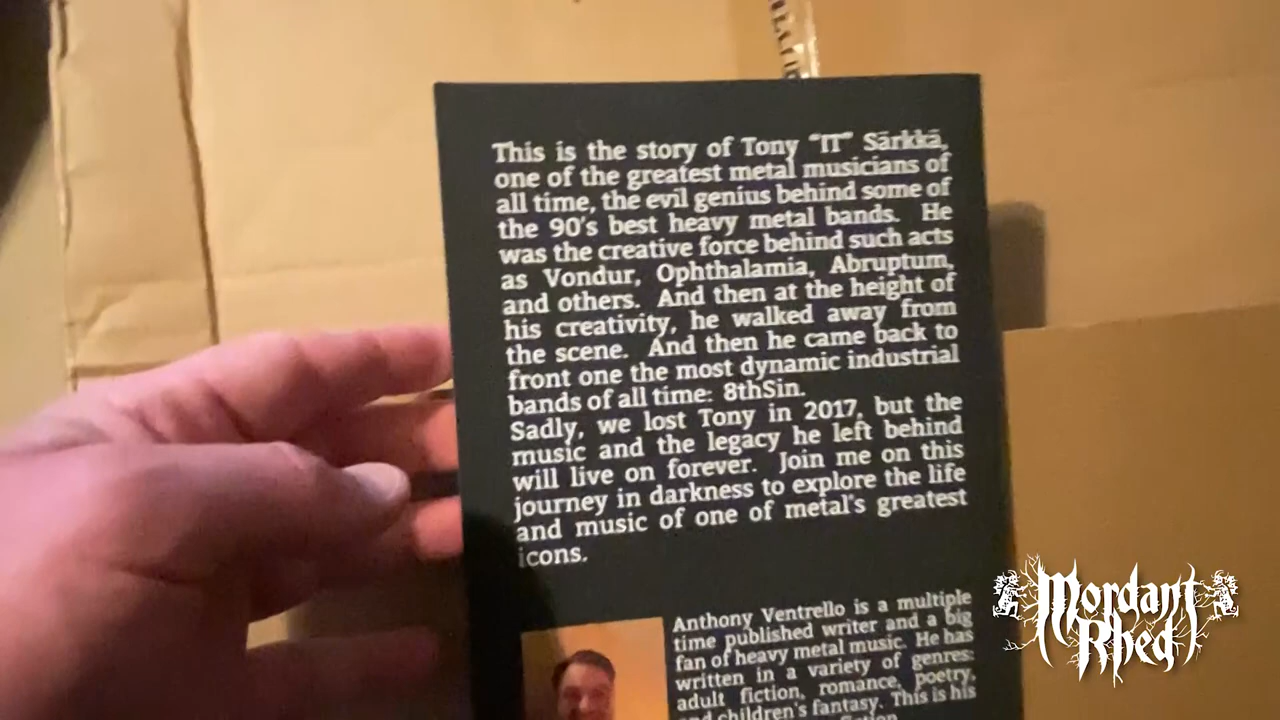 This is the story of Tony “IT” Särkkä,
one of the greatest metal musicians of
all time, the evil genius behind some of
the 90's best heavy metal bands. He
was the creative force behind such acts
as Vondur, Ophthalamia, Abruptum,
and others. And then at the height of
his creativity, he walked away from
the scene. And then he came back to
front one the most dynamic industrial
bands of all time: 8thSin.
Sadly, we lost Tony in 2017, but the
music and the legacy he left behind
will live on forever. Join me on this
journey in darkness to explore the life
and music of one of metal's greatest
icons.
Anthony Ventrello is a multiple
time published writer and a big
fan of heavy metal music. He has
written in a variety of genres:
adult fiction, romance, poetry,
and children's fantasy. This is his
Mordant
Rhed